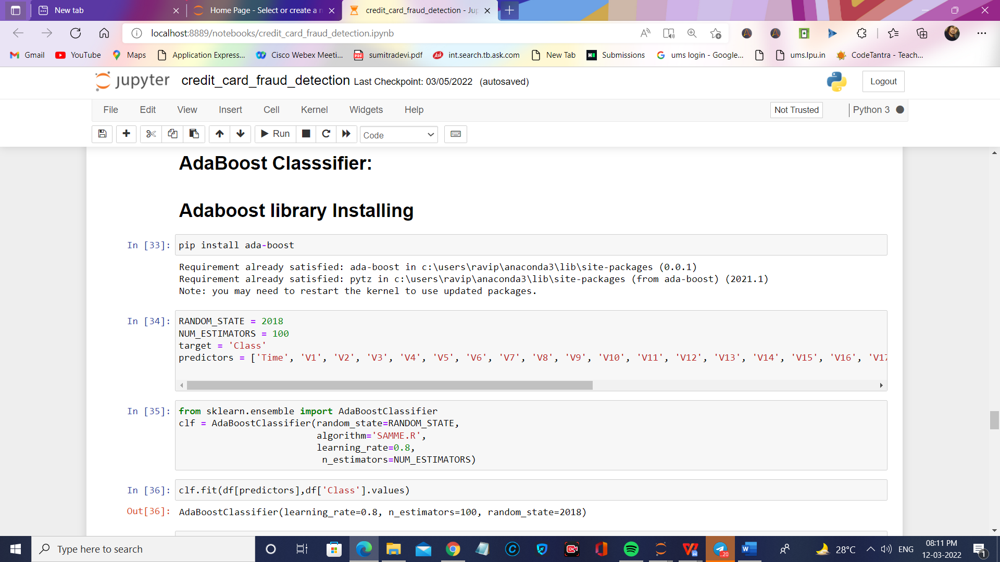 New tab
Home Page - Select or create a n
credit_card_fraud_detection - Jup
localhost:8889/notebooks/credit_card_fraud_detection.ipynb
Gmail YouTube Maps Application Express... Cisco Webex Meeti... sumitradevi.pdf int.search.tb.ask.com New Tab Submissions ums login - Google... ums.lpu.in CodeTantra - Teach...
jupyter credit_card_fraud_detection Last Checkpoint: 03/05/2022 (autosaved)
Logout
File Edit View Insert Cell Kernel Widgets Help Not Trusted Python 3
Run Code
AdaBoost Classsifier:
Adaboost library Installing
In [33]: pip install ada-boost
Requirement already satisfied: ada-boost in c:\users\ravip\anaconda3\lib\site-packages (0.0.1)
Requirement already satisfied: pytz in c:\users\ravip\anaconda3\lib\site-packages (from ada-boost) (2021.1)
Note: you may need to restart the kernel to use updated packages.
In [34]: RANDOM_STATE = 2018
NUM_ESTIMATORS = 100
target = 'Class'
predictors = ['Time', 'V1', 'V2', 'V3', 'V4', 'V5', 'V6', 'V7', 'V8', 'V9', 'V10', 'V11', 'V12', 'V13', 'V14', 'V15', 'V16', 'V17
In [35]: from sklearn.ensemble import AdaBoostClassifier
clf = AdaBoostClassifier(random_state=RANDOM_STATE,
algorithm='SAMME.R',
learning_rate=0.8,
n_estimators=NUM_ESTIMATORS)
In [36]: clf.fit(df[predictors],df['Class'].values)
Out[36]: AdaBoostClassifier(learning_rate=0.8, n_estimators=100, random_state=2018)
Type here to search
..20
28°C
ENG
08:11 PM
12-03-2022
1